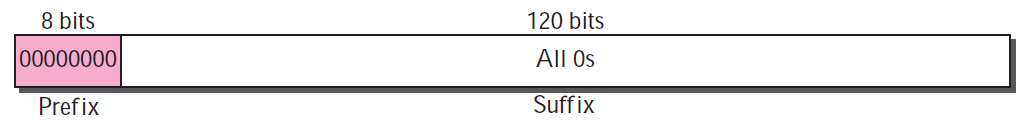 8 bits 120 bits
00000000 All 0s
Prefix Suffix